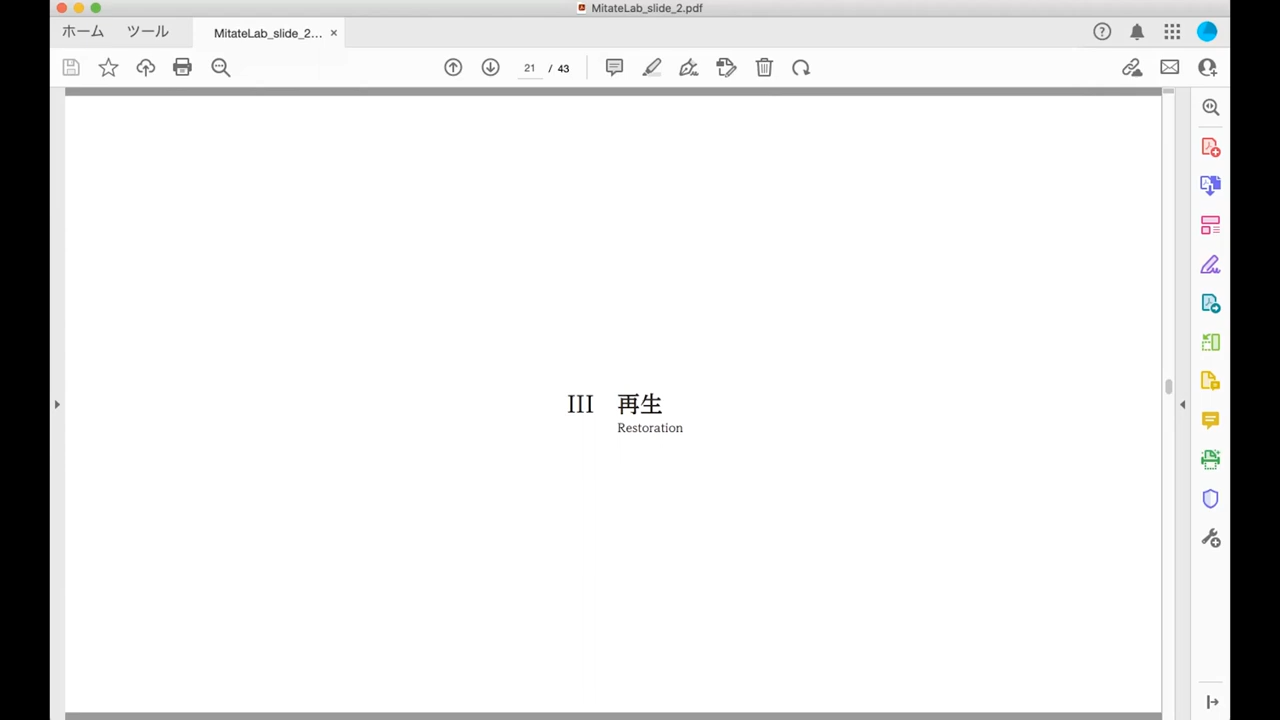 MitateLab_slide_2.pdf
ホーム ツール MitateLab_slide_2... ×
21 / 43
III 再生
Restoration